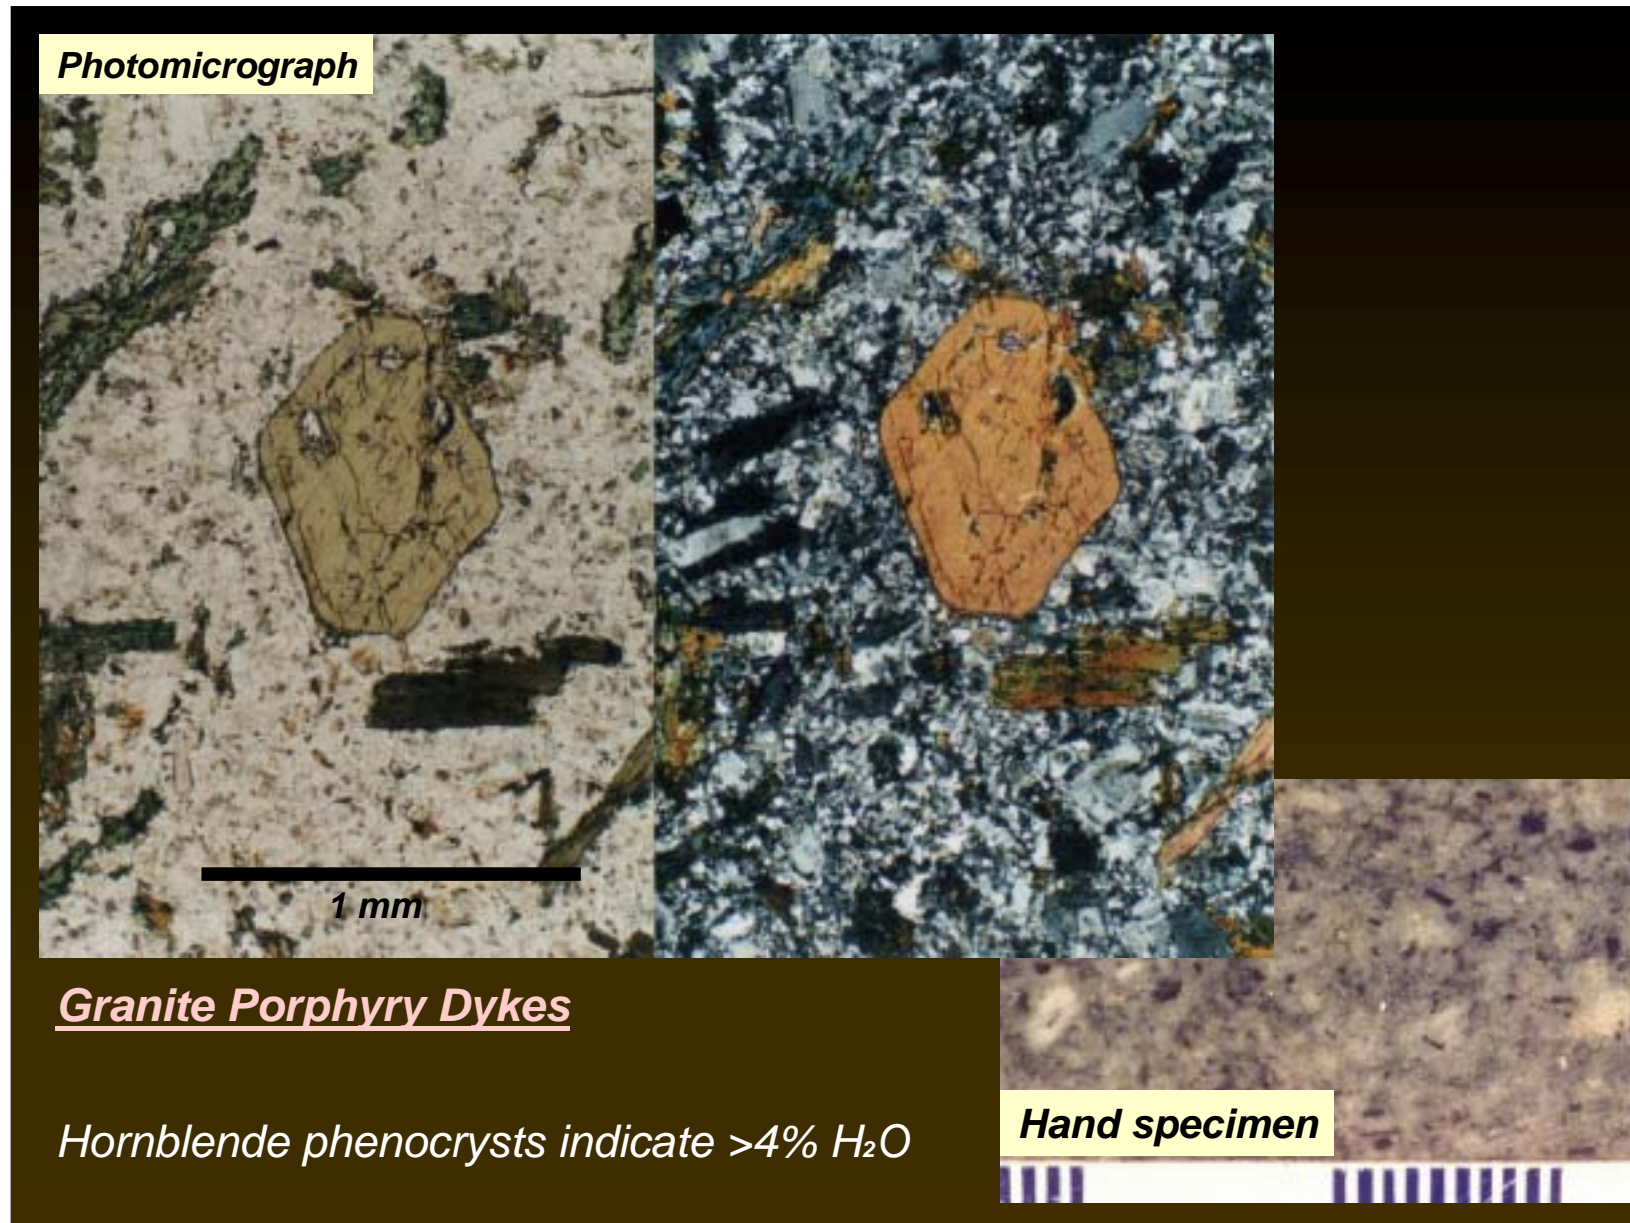 Photomicrograph
1 mm
Granite Porphyry Dykes
Hornblende phenocrysts indicate >4% H₂O
Hand specimen